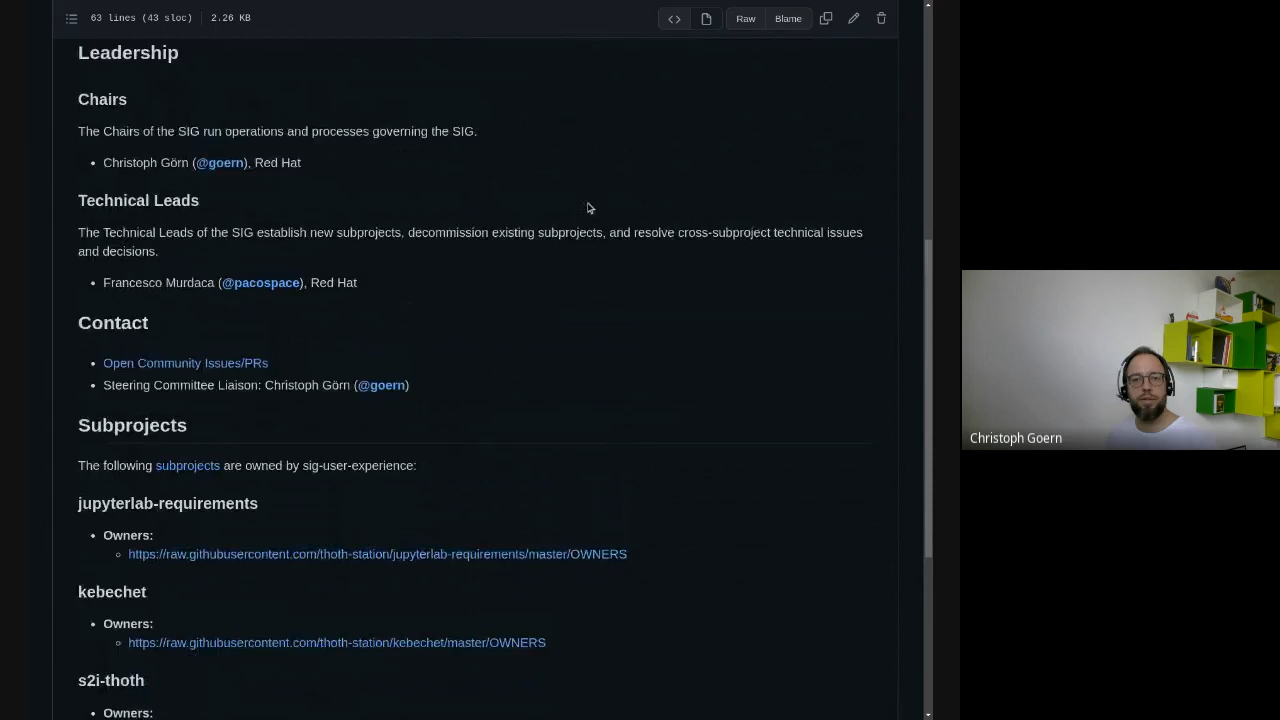 63 lines (43 sloc) 2.26 KB
Raw Blame
Leadership
Chairs
The Chairs of the SIG run operations and processes governing the SIG.
Christoph Görn (@goern), Red Hat
Technical Leads
The Technical Leads of the SIG establish new subprojects, decommission existing subprojects, and resolve cross-subproject technical issues
and decisions.
Francesco Murdaca (@pacospace), Red Hat
Contact
Open Community Issues/PRs
Steering Committee Liaison: Christoph Görn (@goern)
Subprojects
The following subprojects are owned by sig-user-experience:
jupyterlab-requirements
Owners:
https://raw.githubusercontent.com/thoth-station/jupyterlab-requirements/master/OWNERS
kebechet
Owners:
https://raw.githubusercontent.com/thoth-station/kebechet/master/OWNERS
s2i-thoth
Owners:
Christoph Goern